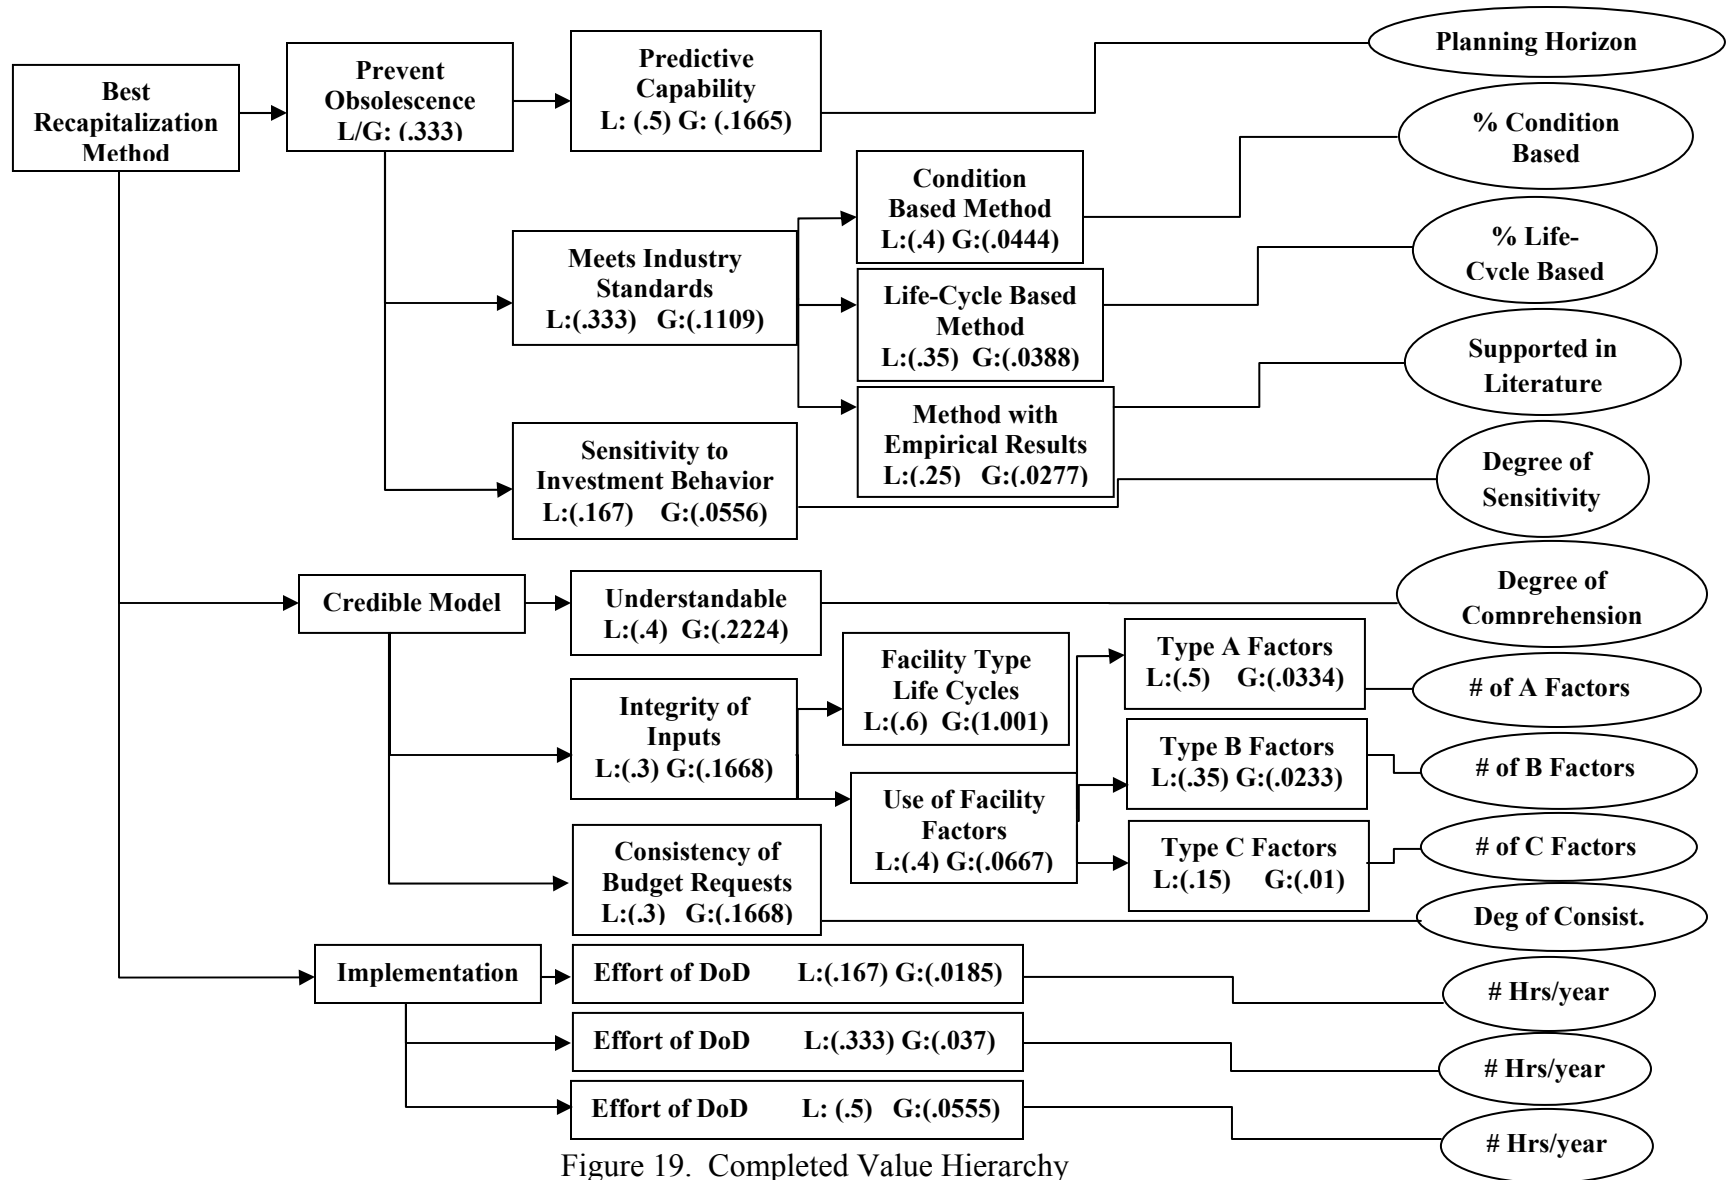 Best
Recapitalization
Method
Prevent
Obsolescence
L/G: (.333)
Predictive
Capability
L: (.5) G: (.1665)
Planning Horizon
Condition
Based Method
L:(.4) G:(.0444)
% Condition
Based
Meets Industry
Standards
L:(.333) G:(.1109)
Life-Cycle Based
Method
L:(.35) G:(.0388)
% Life-
Cycle Based
Method with
Empirical Results
L:(.25) G:(.0277)
Supported in
Literature
Sensitivity to
Investment Behavior
L:(.167) G:(.0556)
Degree of
Sensitivity
Credible Model
Understandable
L:(.4) G:(.2224)
Degree of
Comprehension
Integrity of
Inputs
L:(.3) G:(.1668)
Facility Type
Life Cycles
L:(.6) G:(1.001)
Use of Facility
Factors
L:(.4) G:(.0667)
Type A Factors
L:(.5) G:(.0334)
# of A Factors
Type B Factors
L:(.35) G:(.0233)
# of B Factors
Type C Factors
L:(.15) G:(.01)
# of C Factors
Consistency of
Budget Requests
L:(.3) G:(.1668)
Deg of Consist.
Implementation
Effort of DoD L:(.167) G:(.0185)
# Hrs/year
Effort of DoD L:(.333) G:(.037)
# Hrs/year
Effort of DoD L: (.5) G:(.0555)
# Hrs/year
Figure 19. Completed Value Hierarchy